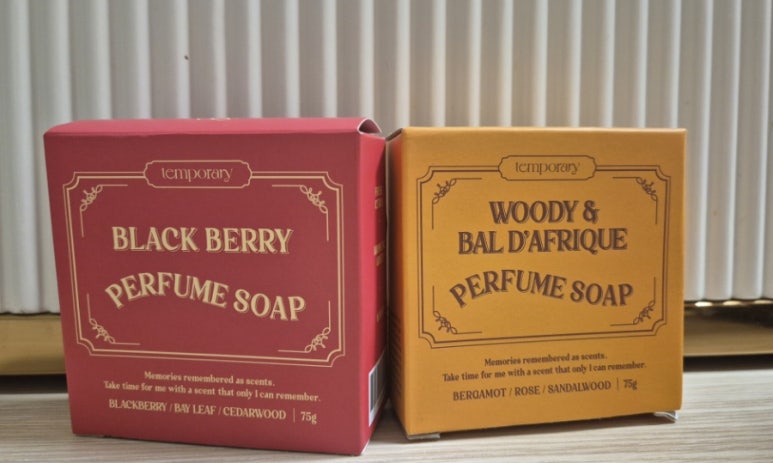 temporary
BLACK BERRY
PERFUME SOAP
Memories remembered as scents.
Take time for me with a scent that only I can remember.
BLACKBERRY / BAY LEAF / CEDARWOOD | 75g
temporary
WOODY &
BAL D'AFRIQUE
PERFUME SOAP
Memories remembered as scents.
Take time for me with a scent that only I can remember.
BERGAMOT / ROSE / SANDALWOOD | 75g